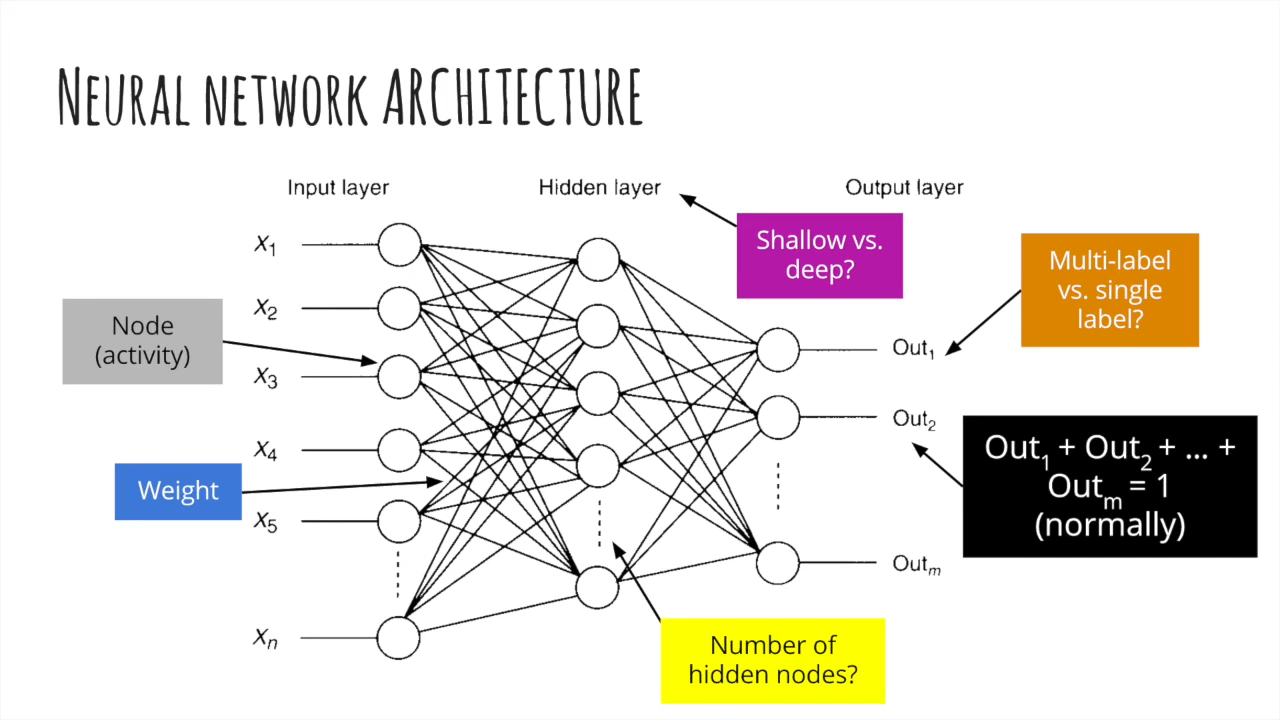 NEURAL NETWORK ARCHITECTURE
Input layer
Hidden layer
Output layer
Shallow vs.
deep?
Multi-label
vs. single
label?
Node
(activity)
Weight
x1
x2
x3
x4
x5
xn
Out1
Out2
Outm
Out1 + Out2 + ... +
Outm = 1
(normally)
Number of
hidden nodes?